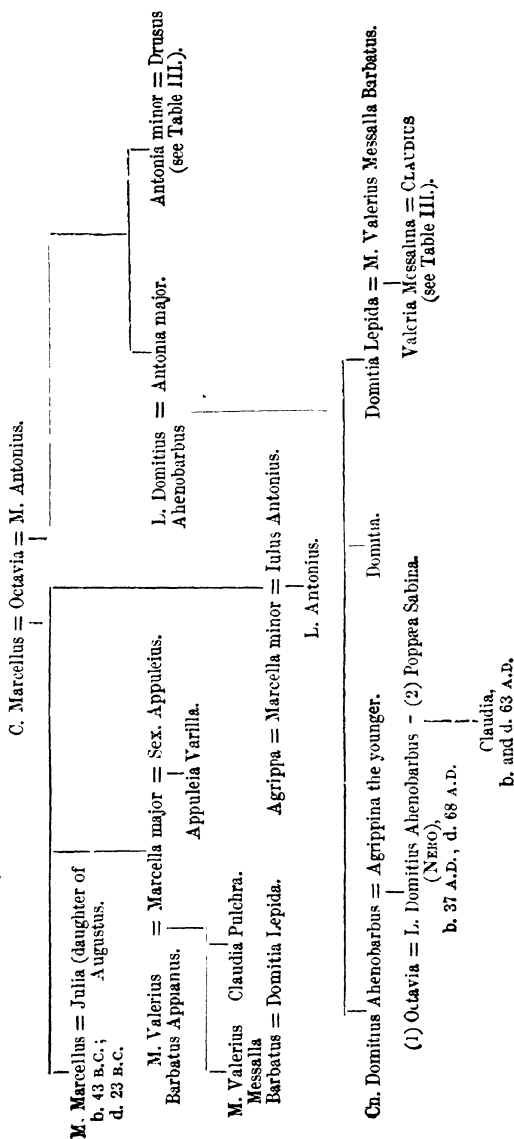 C. Marcellus = Octavia = M. Antonius.
M. Marcellus = Julia (daughter of
b. 43 B.C.; Augustus.
d. 23 B.C.
M. Valerius = Marcella major = Sex. Appuleius.
Barbatus Appianus.
Appuleia Varilla.
M. Valerius Claudia Pulchra.
Messalla
Barbatus = Domitia Lepida.
Agrippa = Marcella minor = Iulus Antonius.
L. Antonius.
L. Domitius = Antonia major.
Ahenobarbus
Antonia minor = Drusus
(see Table III.).
Cn. Domitius Ahenobarbus = Agrippina the younger.
Domitia.
Domitia Lepida = M. Valerius Messalla Barbatus.
(1) Octavia = L. Domitius Ahenobarbus - (2) Poppæa Sabina.
(NERO),
b. 37 A.D., d. 68 A.D.
Valeria Messalina = CLAUDIUS
(see Table III.).
Claudia,
b. and d. 63 A.D.